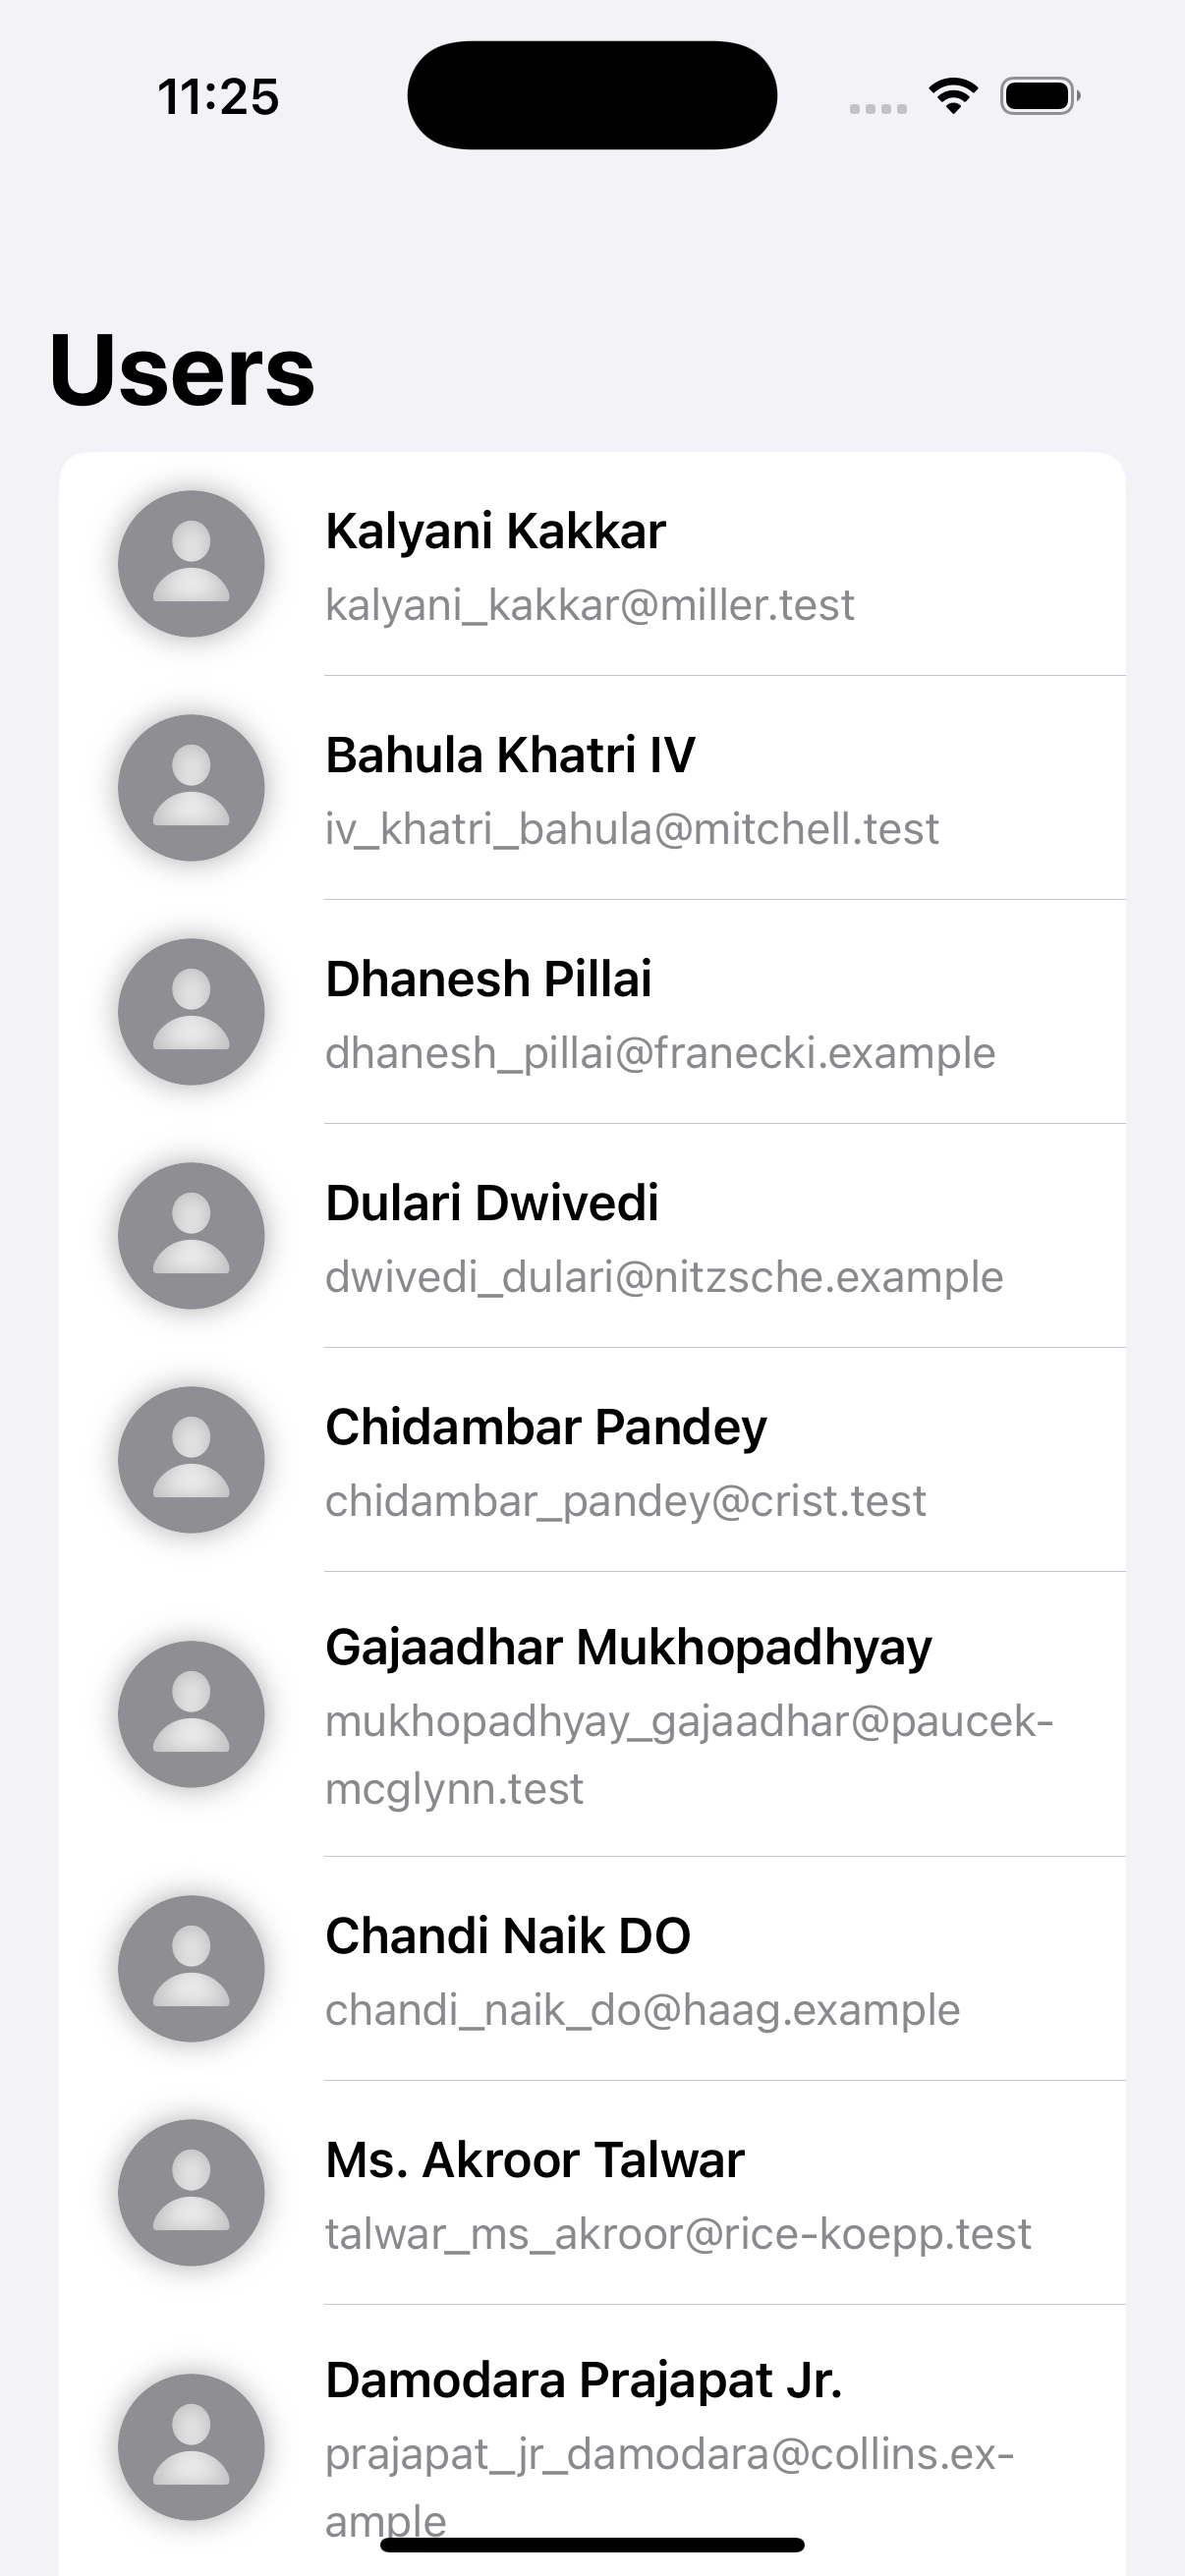 11:25
Users
Kalyani Kakkar
kalyani_kakkar@miller.test
Bahula Khatri IV
iv_khatri_bahula@mitchell.test
Dhanesh Pillai
dhanesh_pillai@franecki.example
Dulari Dwivedi
dwivedi_dulari@nitzsche.example
Chidambar Pandey
chidambar_pandey@crist.test
Gajaadhar Mukhopadhyay
mukhopadhyay_gajaadhar@paucek-
mcglynn.test
Chandi Naik DO
chandi_naik_do@haag.example
Ms. Akroor Talwar
talwar_ms_akroor@rice-koepp.test
Damodara Prajapat Jr.
prajapat_jr_damodara@collins.ex-
ample